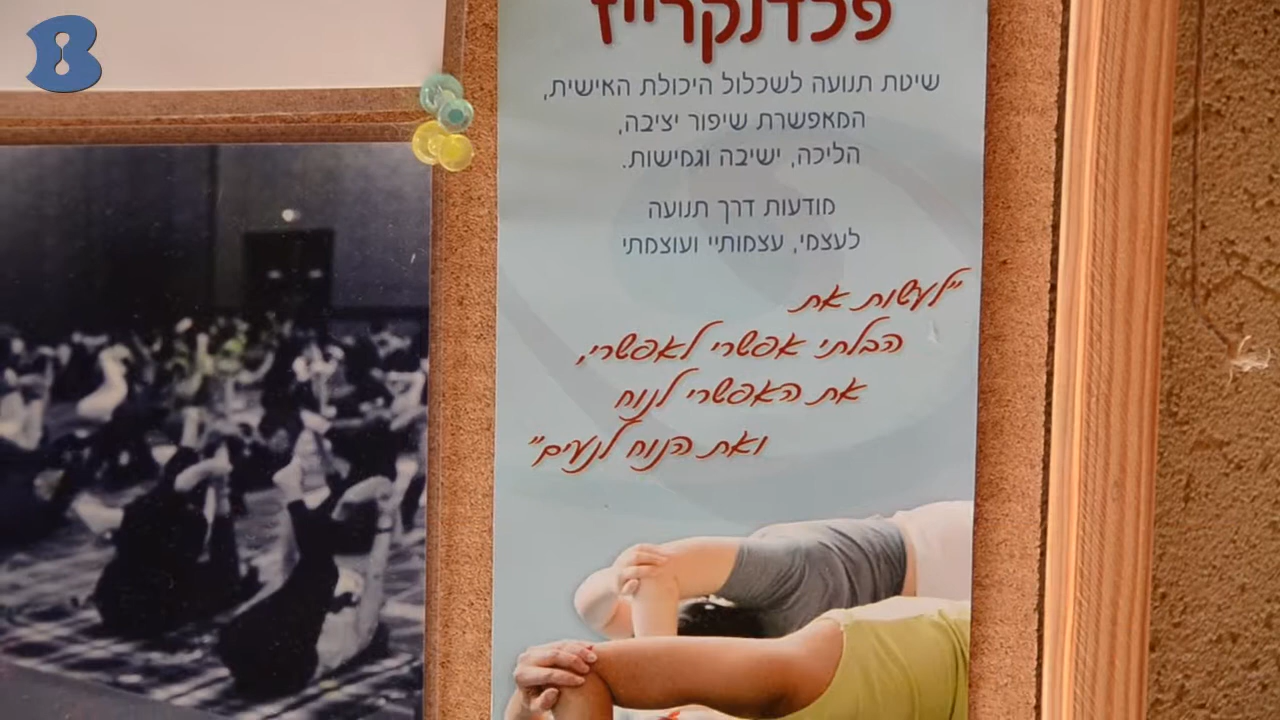 פלדנקרייז
שיטת תנועה לשכלול היכולת האישית,
המאפשרת שיפור יציבה,
הליכה, ישיבה וגמישות.
מודעות דרך תנועה
לעצמי, עצמותיי ועוצמתי
"לעשות את
הבלתי אפשרי לאפשרי,
את האפשרי לנוח
ואת הנוח לנעים"